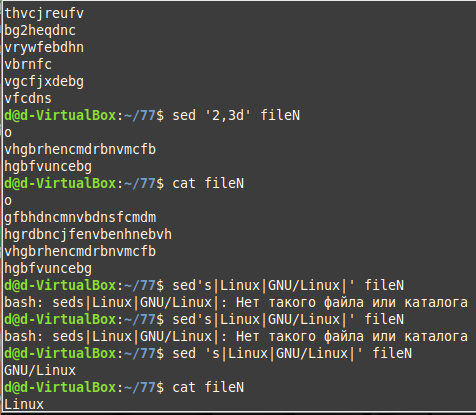 thvcjreufv
bg2heqdnc
vrywfebdhn
vbrnfc
vgcfjxdebg
vfcdns
d@d-VirtualBox:~/77$ sed '2,3d' fileN
o
vhgbrhencmdrbnvmcfb
hgbfvuncebg
d@d-VirtualBox:~/77$ cat fileN
o
gfbhdncmnvbdnsfcmdm
hgrdbncjfenvbenhnebvh
vhgbrhencmdrbnvmcfb
hgbfvuncebg
d@d-VirtualBox:~/77$ sed's|Linux|GNU/Linux|' fileN
bash: seds|Linux|GNU/Linux|: Нет такого файла или каталога
d@d-VirtualBox:~/77$ sed's|Linux|GNU/Linux|' fileN
bash: seds|Linux|GNU/Linux|: Нет такого файла или каталога
d@d-VirtualBox:~/77$ sed 's|Linux|GNU/Linux|' fileN
GNU/Linux
d@d-VirtualBox:~/77$ cat fileN
Linux